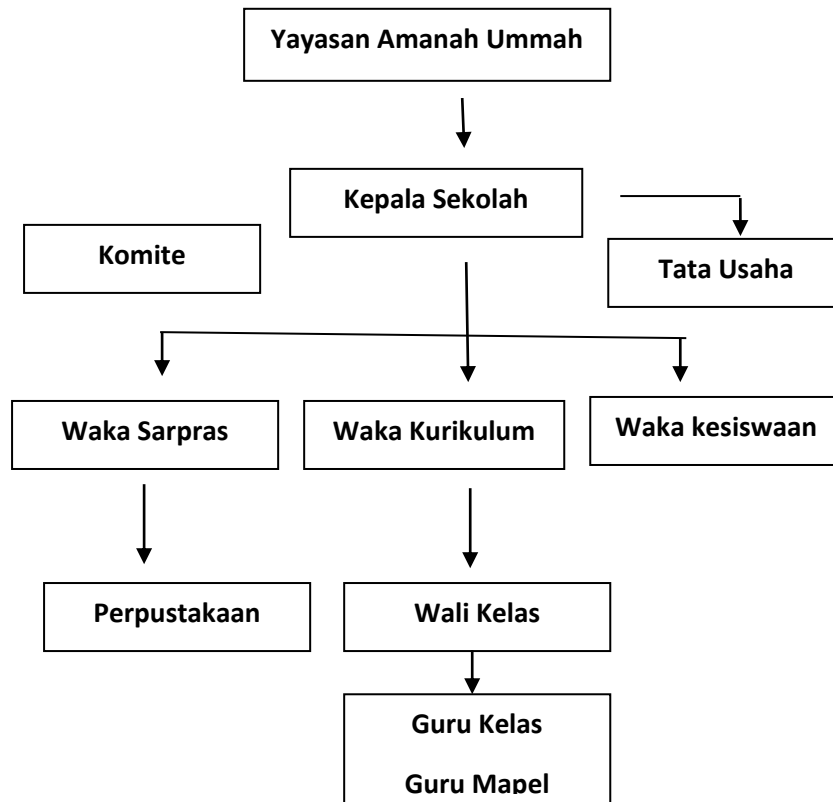 Yayasan Amanah Ummah
Kepala Sekolah
Komite
Tata Usaha
Waka Sarpras
Waka Kurikulum
Waka kesiswaan
Perpustakaan
Wali Kelas
Guru Kelas
Guru Mapel